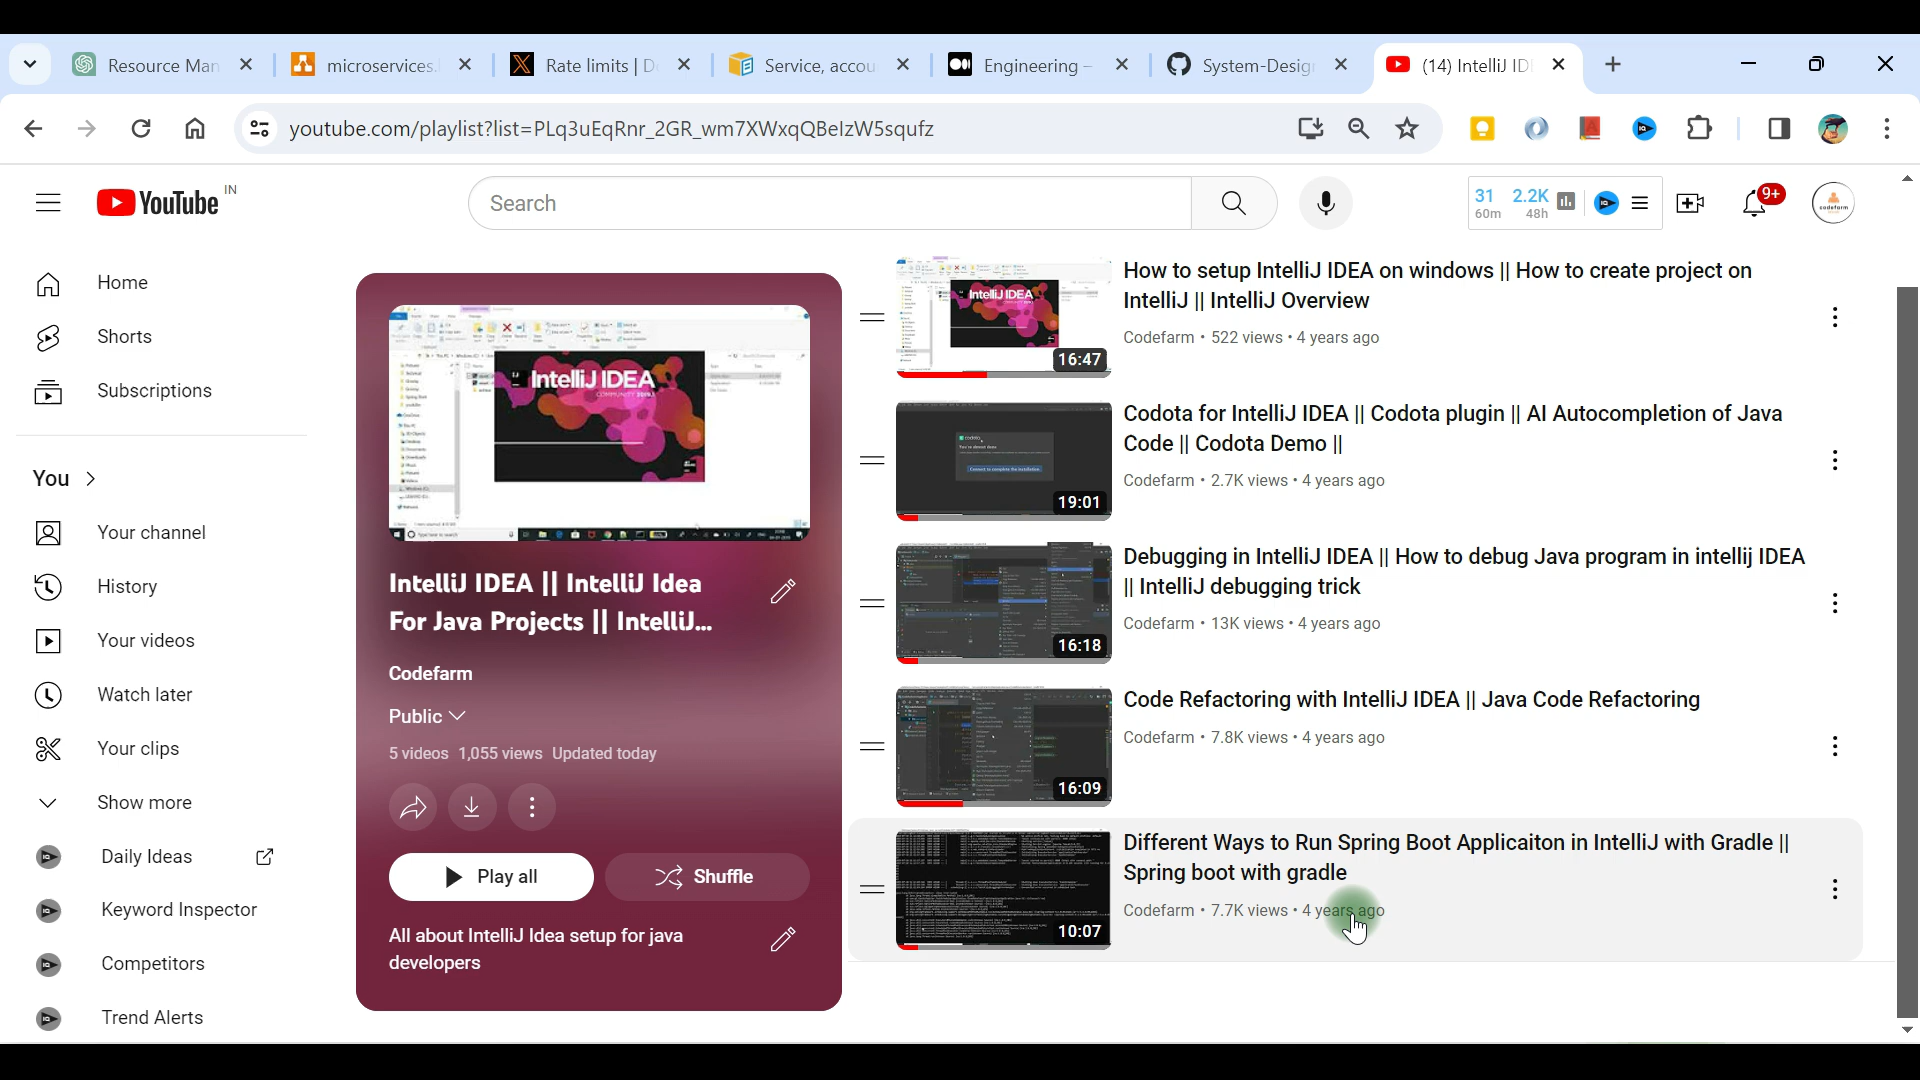 Resource Man
microservices.
Rate limits | D
Service, accou
Engineering –
System-Desig
(14) IntelliJ ID
youtube.com/playlist?list=PLq3uEqRnr_2GR_wm7XWxqQBelzW5squfz
YouTube IN
Search
31 60m
2.2K 48h
9+
Home
Shorts
Subscriptions
You
Your channel
History
Your videos
Watch later
Your clips
Show more
Daily Ideas
Keyword Inspector
Competitors
Trend Alerts
IntelliJ IDEA
IntelliJ IDEA || IntelliJ Idea
For Java Projects || IntelliJ...
Codefarm
Public
5 videos 1,055 views Updated today
Play all
Shuffle
All about IntelliJ Idea setup for java
developers
IntelliJ IDEA
16:47
How to setup IntelliJ IDEA on windows || How to create project on
IntelliJ || IntelliJ Overview
Codefarm • 522 views • 4 years ago
19:01
Codota for IntelliJ IDEA || Codota plugin || AI Autocompletion of Java
Code || Codota Demo ||
Codefarm • 2.7K views • 4 years ago
16:18
Debugging in IntelliJ IDEA || How to debug Java program in intellij IDEA
|| IntelliJ debugging trick
Codefarm • 13K views • 4 years ago
16:09
Code Refactoring with IntelliJ IDEA || Java Code Refactoring
Codefarm • 7.8K views • 4 years ago
10:07
Different Ways to Run Spring Boot Applicaiton in IntelliJ with Gradle ||
Spring boot with gradle
Codefarm • 7.7K views • 4 years ago